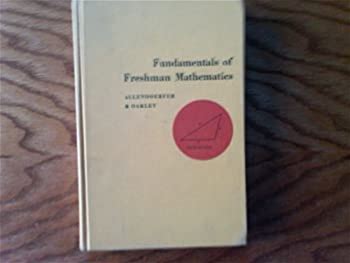 Fundamentals of
Freshman Mathematics
ALLENDOERFER
& OAKLEY